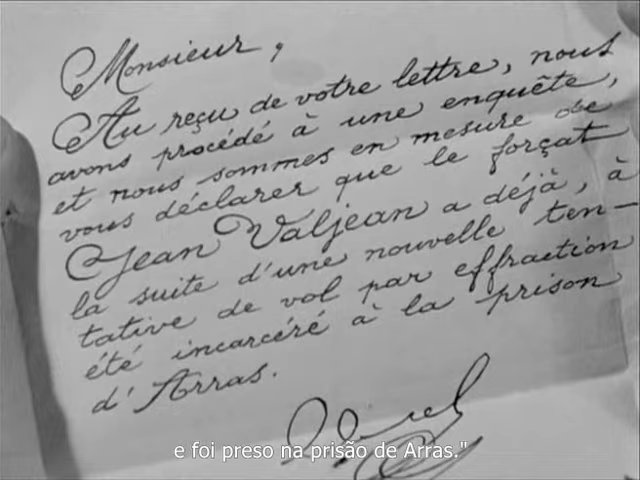 Monsieur,
Au reçu de votre lettre, nous
avons procédé à une enquête,
et nous sommes en mesure de
vous déclarer que le forçat
Jean Valjean a déjà, à
la suite d'une nouvelle ten-
tative de vol par effraction
été incarcéré à la prison
d'Arras.
e foi preso na prisão de Arras."